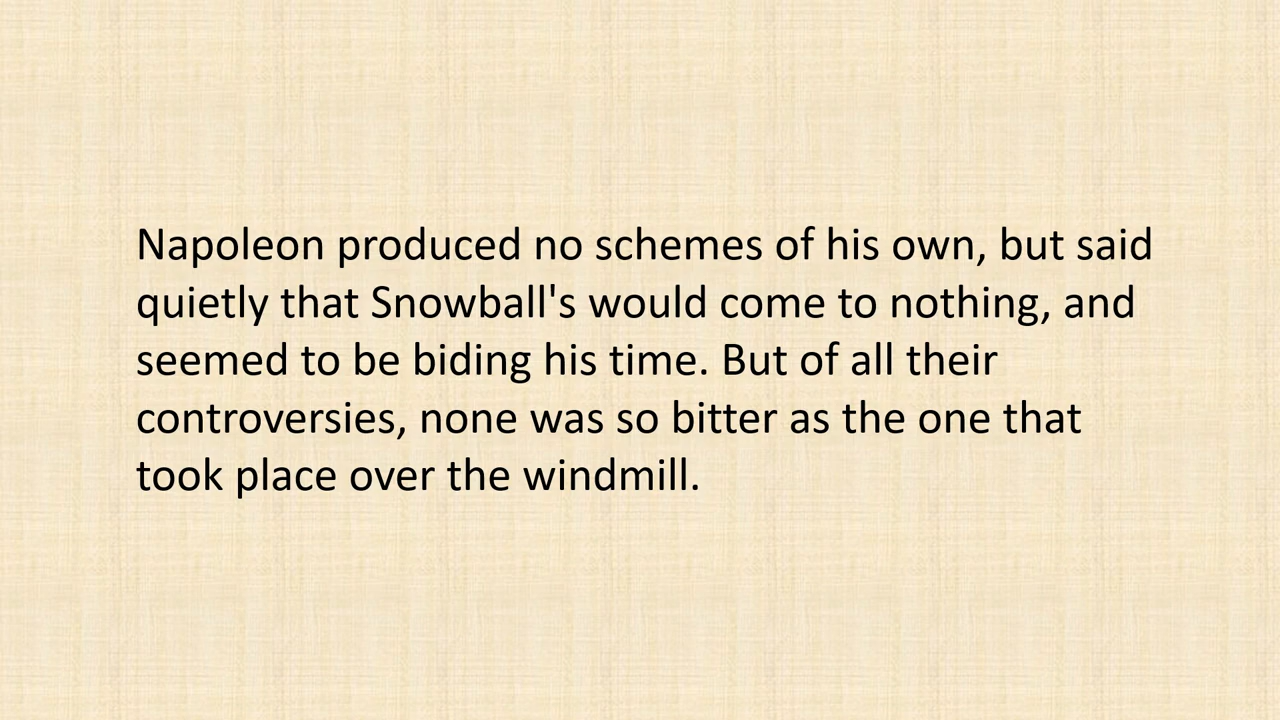 Napoleon produced no schemes of his own, but said
quietly that Snowball's would come to nothing, and
seemed to be biding his time. But of all their
controversies, none was so bitter as the one that
took place over the windmill.